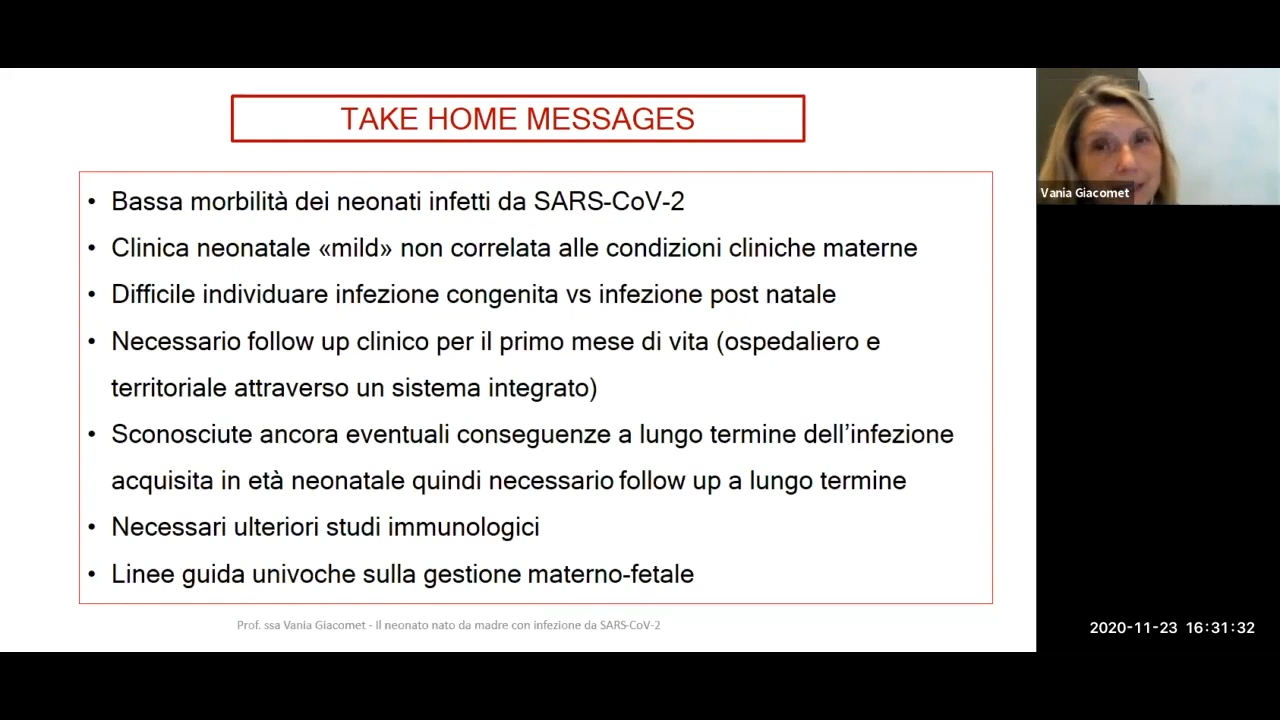 TAKE HOME MESSAGES
• Bassa morbilità dei neonati infetti da SARS-CoV-2
• Clinica neonatale «mild» non correlata alle condizioni cliniche materne
• Difficile individuare infezione congenita vs infezione post natale
• Necessario follow up clinico per il primo mese di vita (ospedaliero e
territoriale attraverso un sistema integrato)
• Sconosciute ancora eventuali conseguenze a lungo termine dell'infezione
acquisita in età neonatale quindi necessario follow up a lungo termine
• Necessari ulteriori studi immunologici
• Linee guida univoche sulla gestione materno-fetale
Prof. ssa Vania Giacomet - Il neonato nato da madre con infezione da SARS-CoV-2
Vania Giacomet
2020-11-23 16:31:32